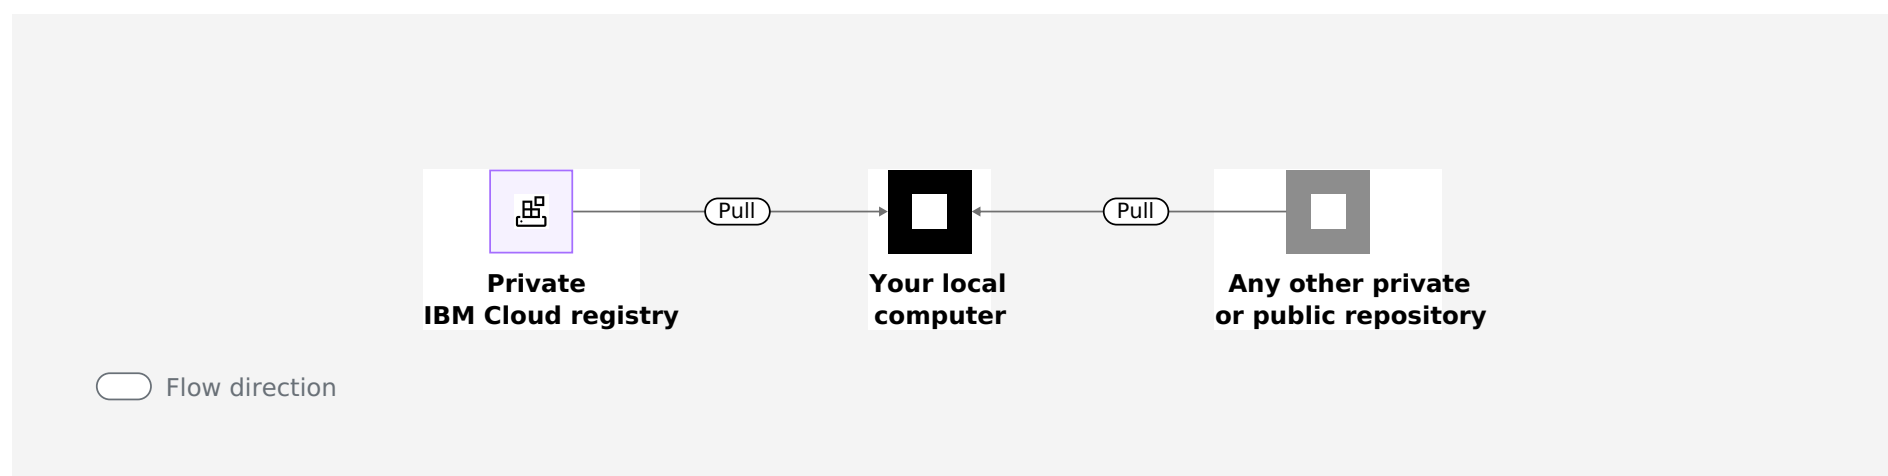 Pull
Pull
Private
IBM Cloud registry
Your local
computer
Any other private
or public repository
Flow direction